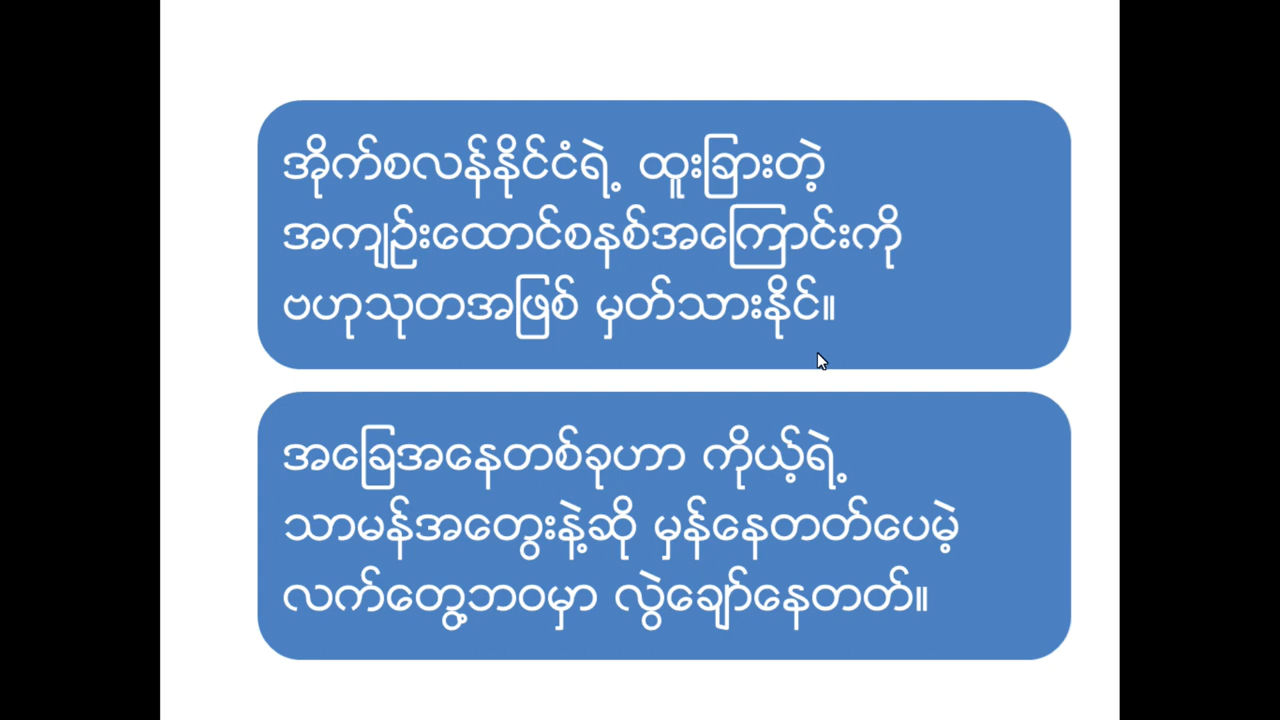 အိုက်စလန်နိုင်ငံရဲ့ ထူးခြားတဲ့
အကျဉ်းထောင်စနစ်အကြောင်းကို
ဗဟုသုတအဖြစ် မှတ်သားနိုင်။
အခြေအနေတစ်ခုဟာ ကိုယ့်ရဲ့
သာမန်အတွေးနဲ့ဆို မှန်နေတတ်ပေမဲ့
လက်တွေ့ဘဝမှာ လွဲချော်နေတတ်။